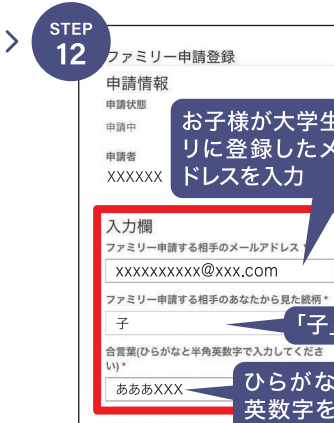 STEP
12
ファミリー申請登録
申請情報
申請状態
申請中
申請者
XXXXXX
お子様が大学生
リに登録したメ
ドレスを入力
入力欄
ファミリー申請する相手のメールアドレス
xxxxxxxxxx@xxx.com
ファミリー申請する相手のあなたから見た続柄 *
子
「子」
合言葉(ひらがなと半角英数字で入力してくださ
い) *
あああXXX
ひらがな
英数字を